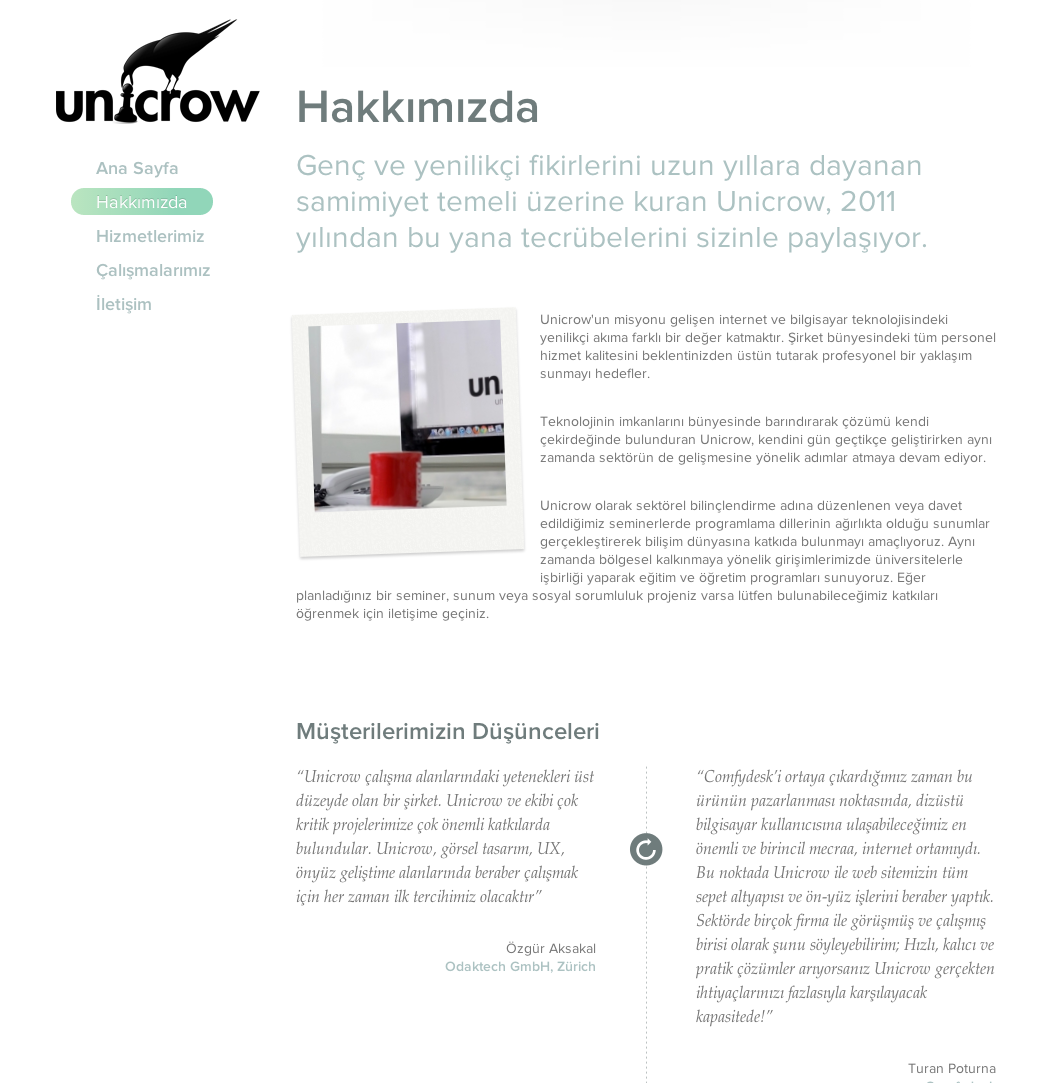 unicrow
Ana Sayfa
Hakkımızda
Hizmetlerimiz
Çalışmalarımız
İletişim
Hakkımızda
Genç ve yenilikçi fikirlerini uzun yıllara dayanan
samimiyet temeli üzerine kuran Unicrow, 2011
yılından bu yana tecrübelerini sizinle paylaşıyor.
un
Unicrow'un misyonu gelişen internet ve bilgisayar teknolojisindeki
yenilikçi akıma farklı bir değer katmaktır. Şirket bünyesindeki tüm personel
hizmet kalitesini beklentinizden üstün tutarak profesyonel bir yaklaşım
sunmayı hedefler.
Teknolojinin imkanlarını bünyesinde barındırarak çözümü kendi
çekirdeğinde bulunduran Unicrow, kendini gün geçtikçe geliştirirken aynı
zamanda sektörün de gelişmesine yönelik adımlar atmaya devam ediyor.
Unicrow olarak sektörel bilinçlendirme adına düzenlenen veya davet
edildiğimiz seminerlerde programlama dillerinin ağırlıkta olduğu sunumlar
gerçekleştirerek bilişim dünyasına katkıda bulunmayı amaçlıyoruz. Aynı
zamanda bölgesel kalkınmaya yönelik girişimlerimizde üniversitelerle
işbirliği yaparak eğitim ve öğretim programları sunuyoruz. Eğer
planladığınız bir seminer, sunum veya sosyal sorumluluk projeniz varsa lütfen bulunabileceğimiz katkıları
öğrenmek için iletişime geçiniz.
Müşterilerimizin Düşünceleri
“Unicrow çalışma alanlarındaki yetenekleri üst
düzeyde olan bir şirket. Unicrow ve ekibi çok
kritik projelerimize çok önemli katkılarda
bulundular. Unicrow, görsel tasarım, UX,
önyüz geliştime alanlarında beraber çalışmak
için her zaman ilk tercihimiz olacaktır”
Özgür Aksakal
Odaktech GmbH, Zürich
“Comfydesk’i ortaya çıkardığımız zaman bu
ürünün pazarlanması noktasında, dizüstü
bilgisayar kullanıcısına ulaşabileceğimiz en
önemli ve birincil mecraa, internet ortamıydı.
Bu noktada Unicrow ile web sitemizin tüm
sepet altyapısı ve ön-yüz işlerini beraber yaptık.
Sektörde birçok firma ile görüşmüş ve çalışmış
birisi olarak şunu söyleyebilirim; Hızlı, kalıcı ve
pratik çözümler arıyorsanız Unicrow gerçekten
ihtiyaçlarınızı fazlasıyla karşılayacak
kapasitede!”
Turan Poturna